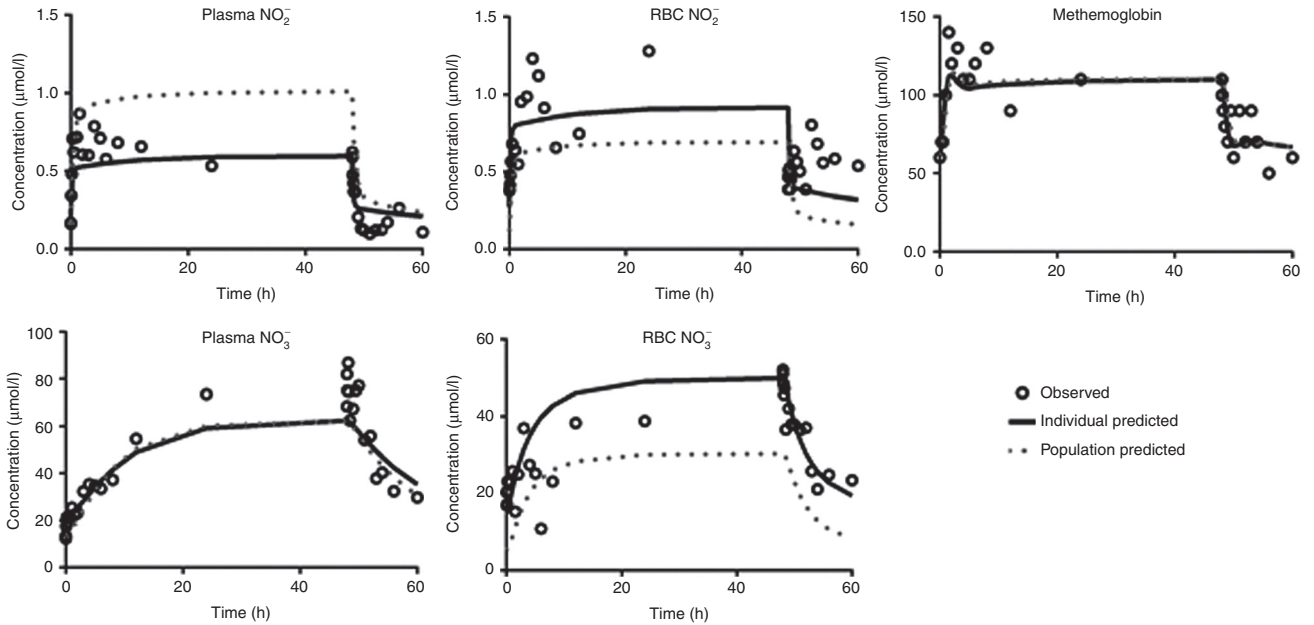 Plasma NO₂⁻
1.5
1.0
0.5
0.0
0
20
40
60
Concentration (μmol/l)
Time (h)
RBC NO₂⁻
1.5
1.0
0.5
0.0
0
20
40
60
Concentration (μmol/l)
Time (h)
Methemoglobin
150
100
50
0.0
0
20
40
60
Concentration (μmol/l)
Time (h)
Plasma NO₃⁻
100
80
60
40
20
0
0
20
40
60
Concentration (μmol/l)
Time (h)
RBC NO₃⁻
60
40
20
0
0
20
40
60
Concentration (μmol/l)
Time (h)
Observed
Individual predicted
Population predicted